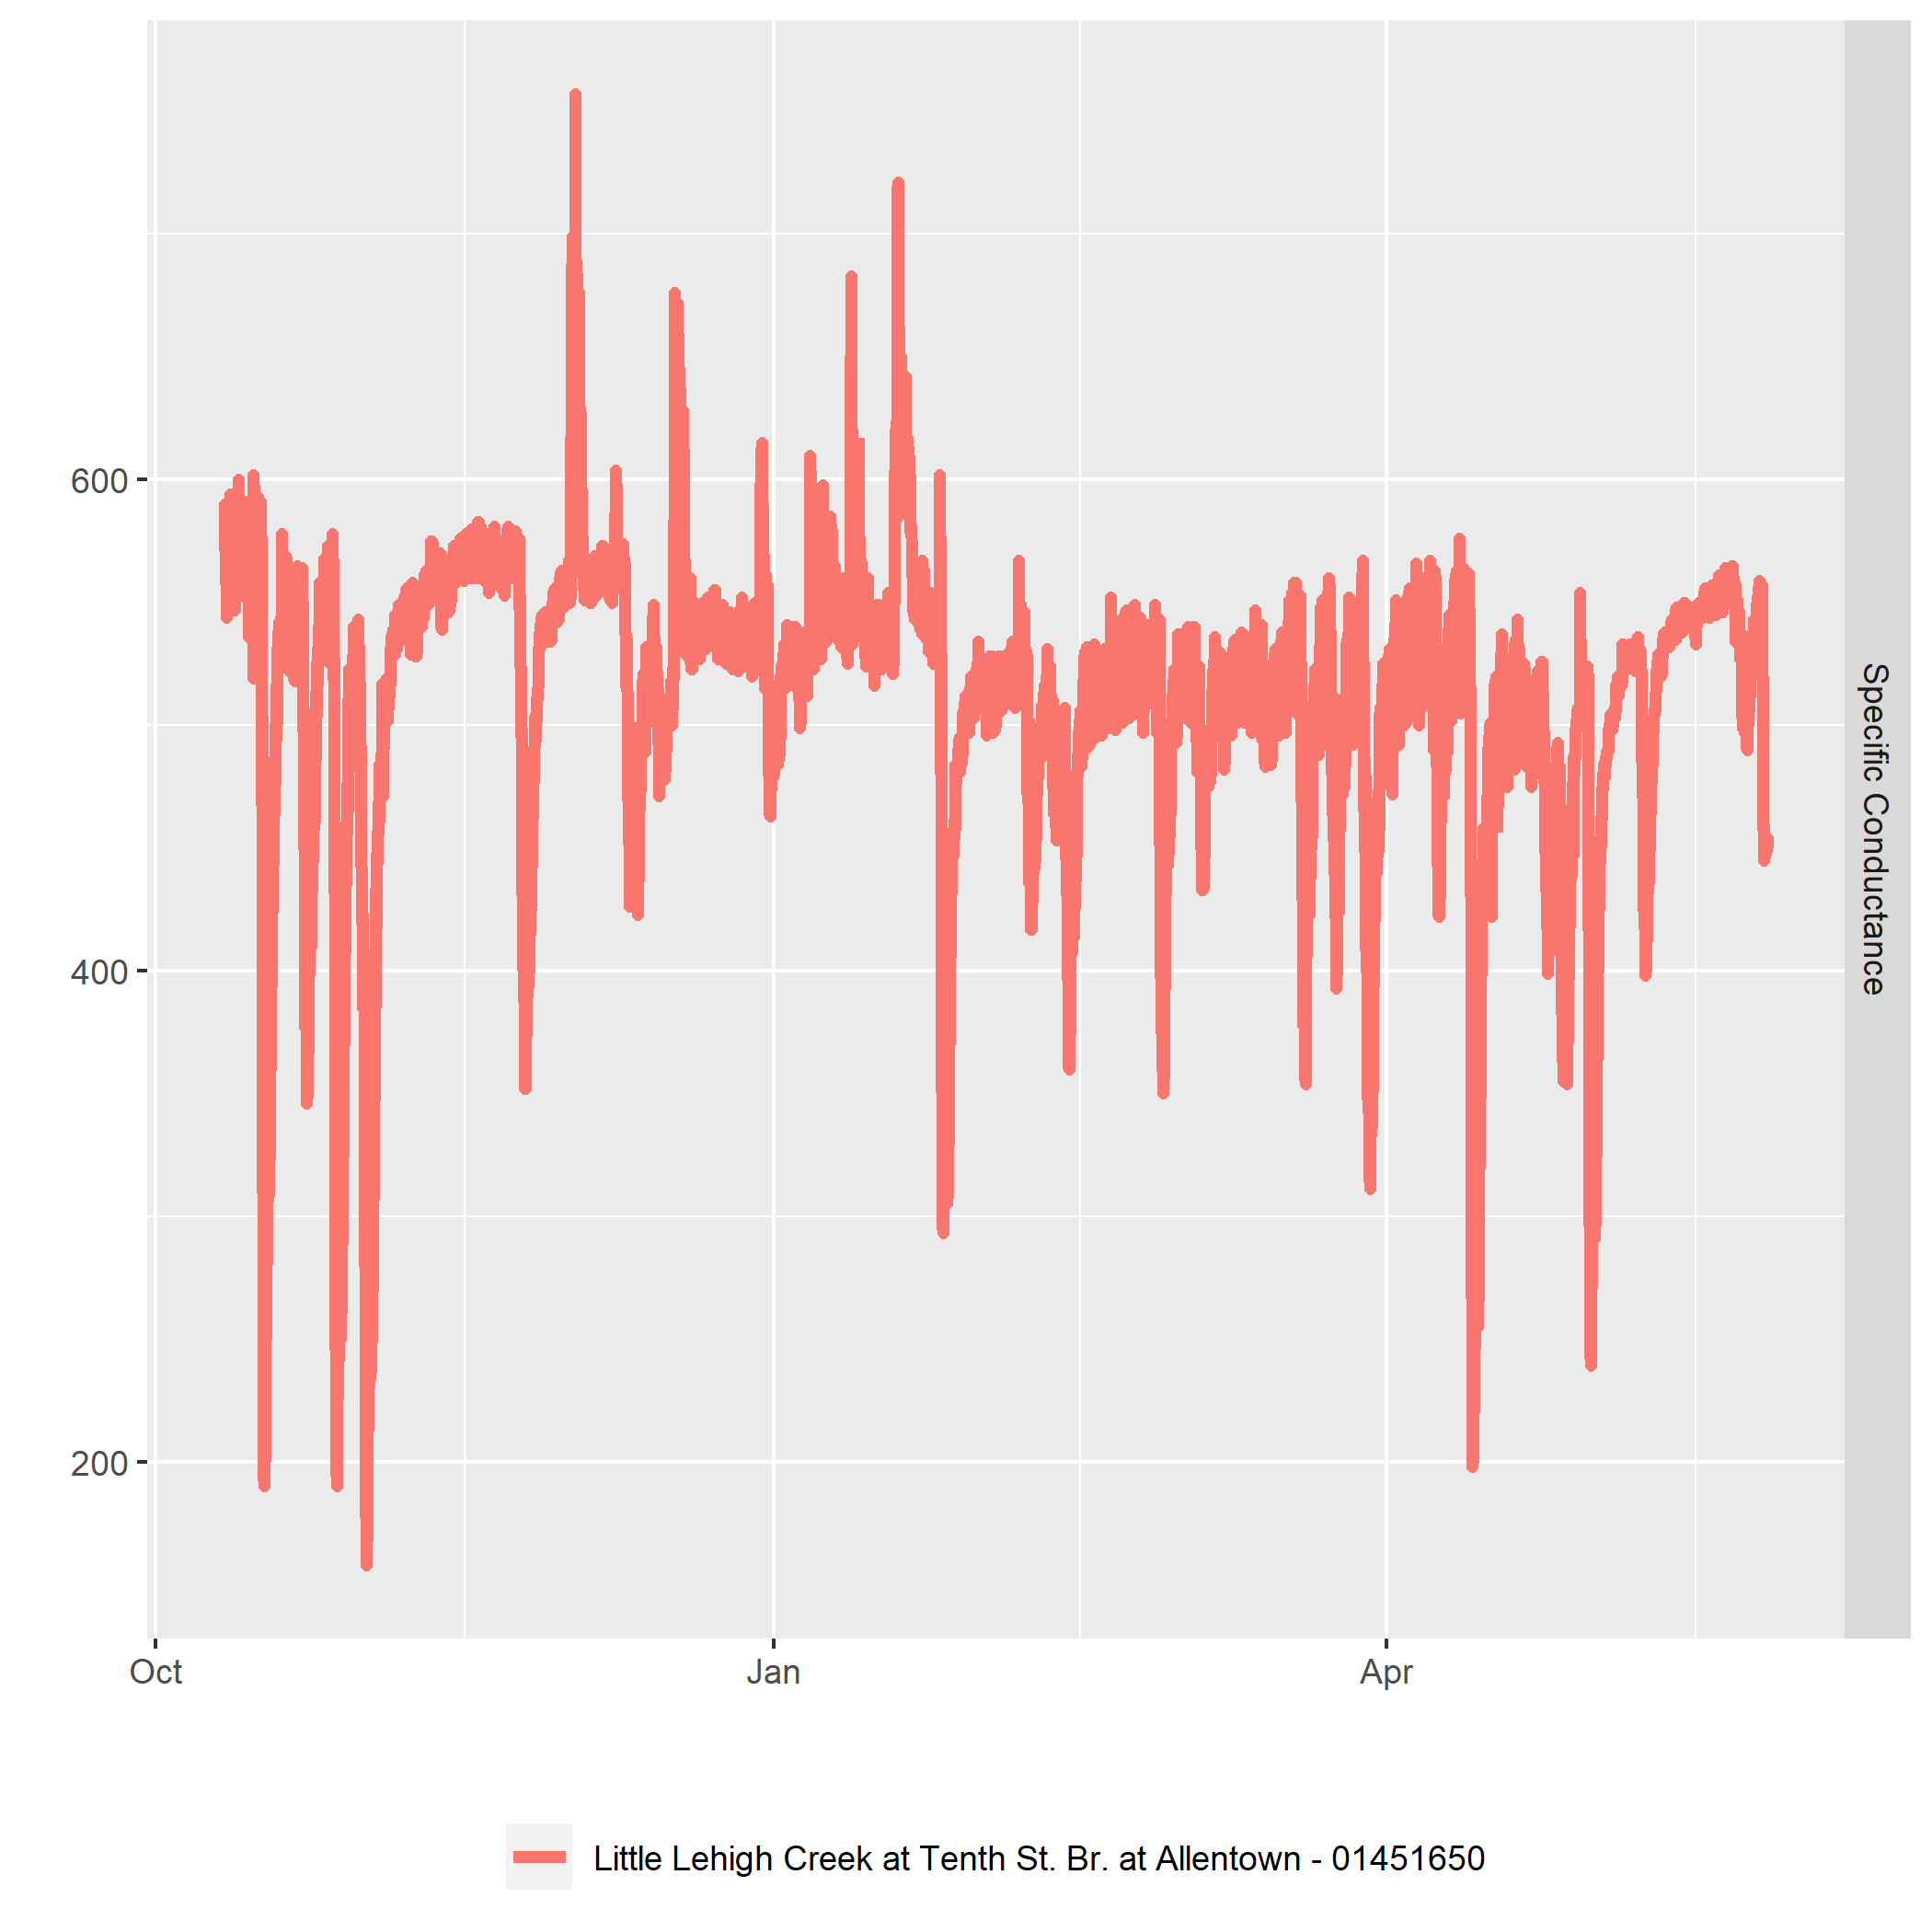 600
400
200
Oct
Jan
Apr
Specific Conductance
Little Lehigh Creek at Tenth St. Br. at Allentown - 01451650